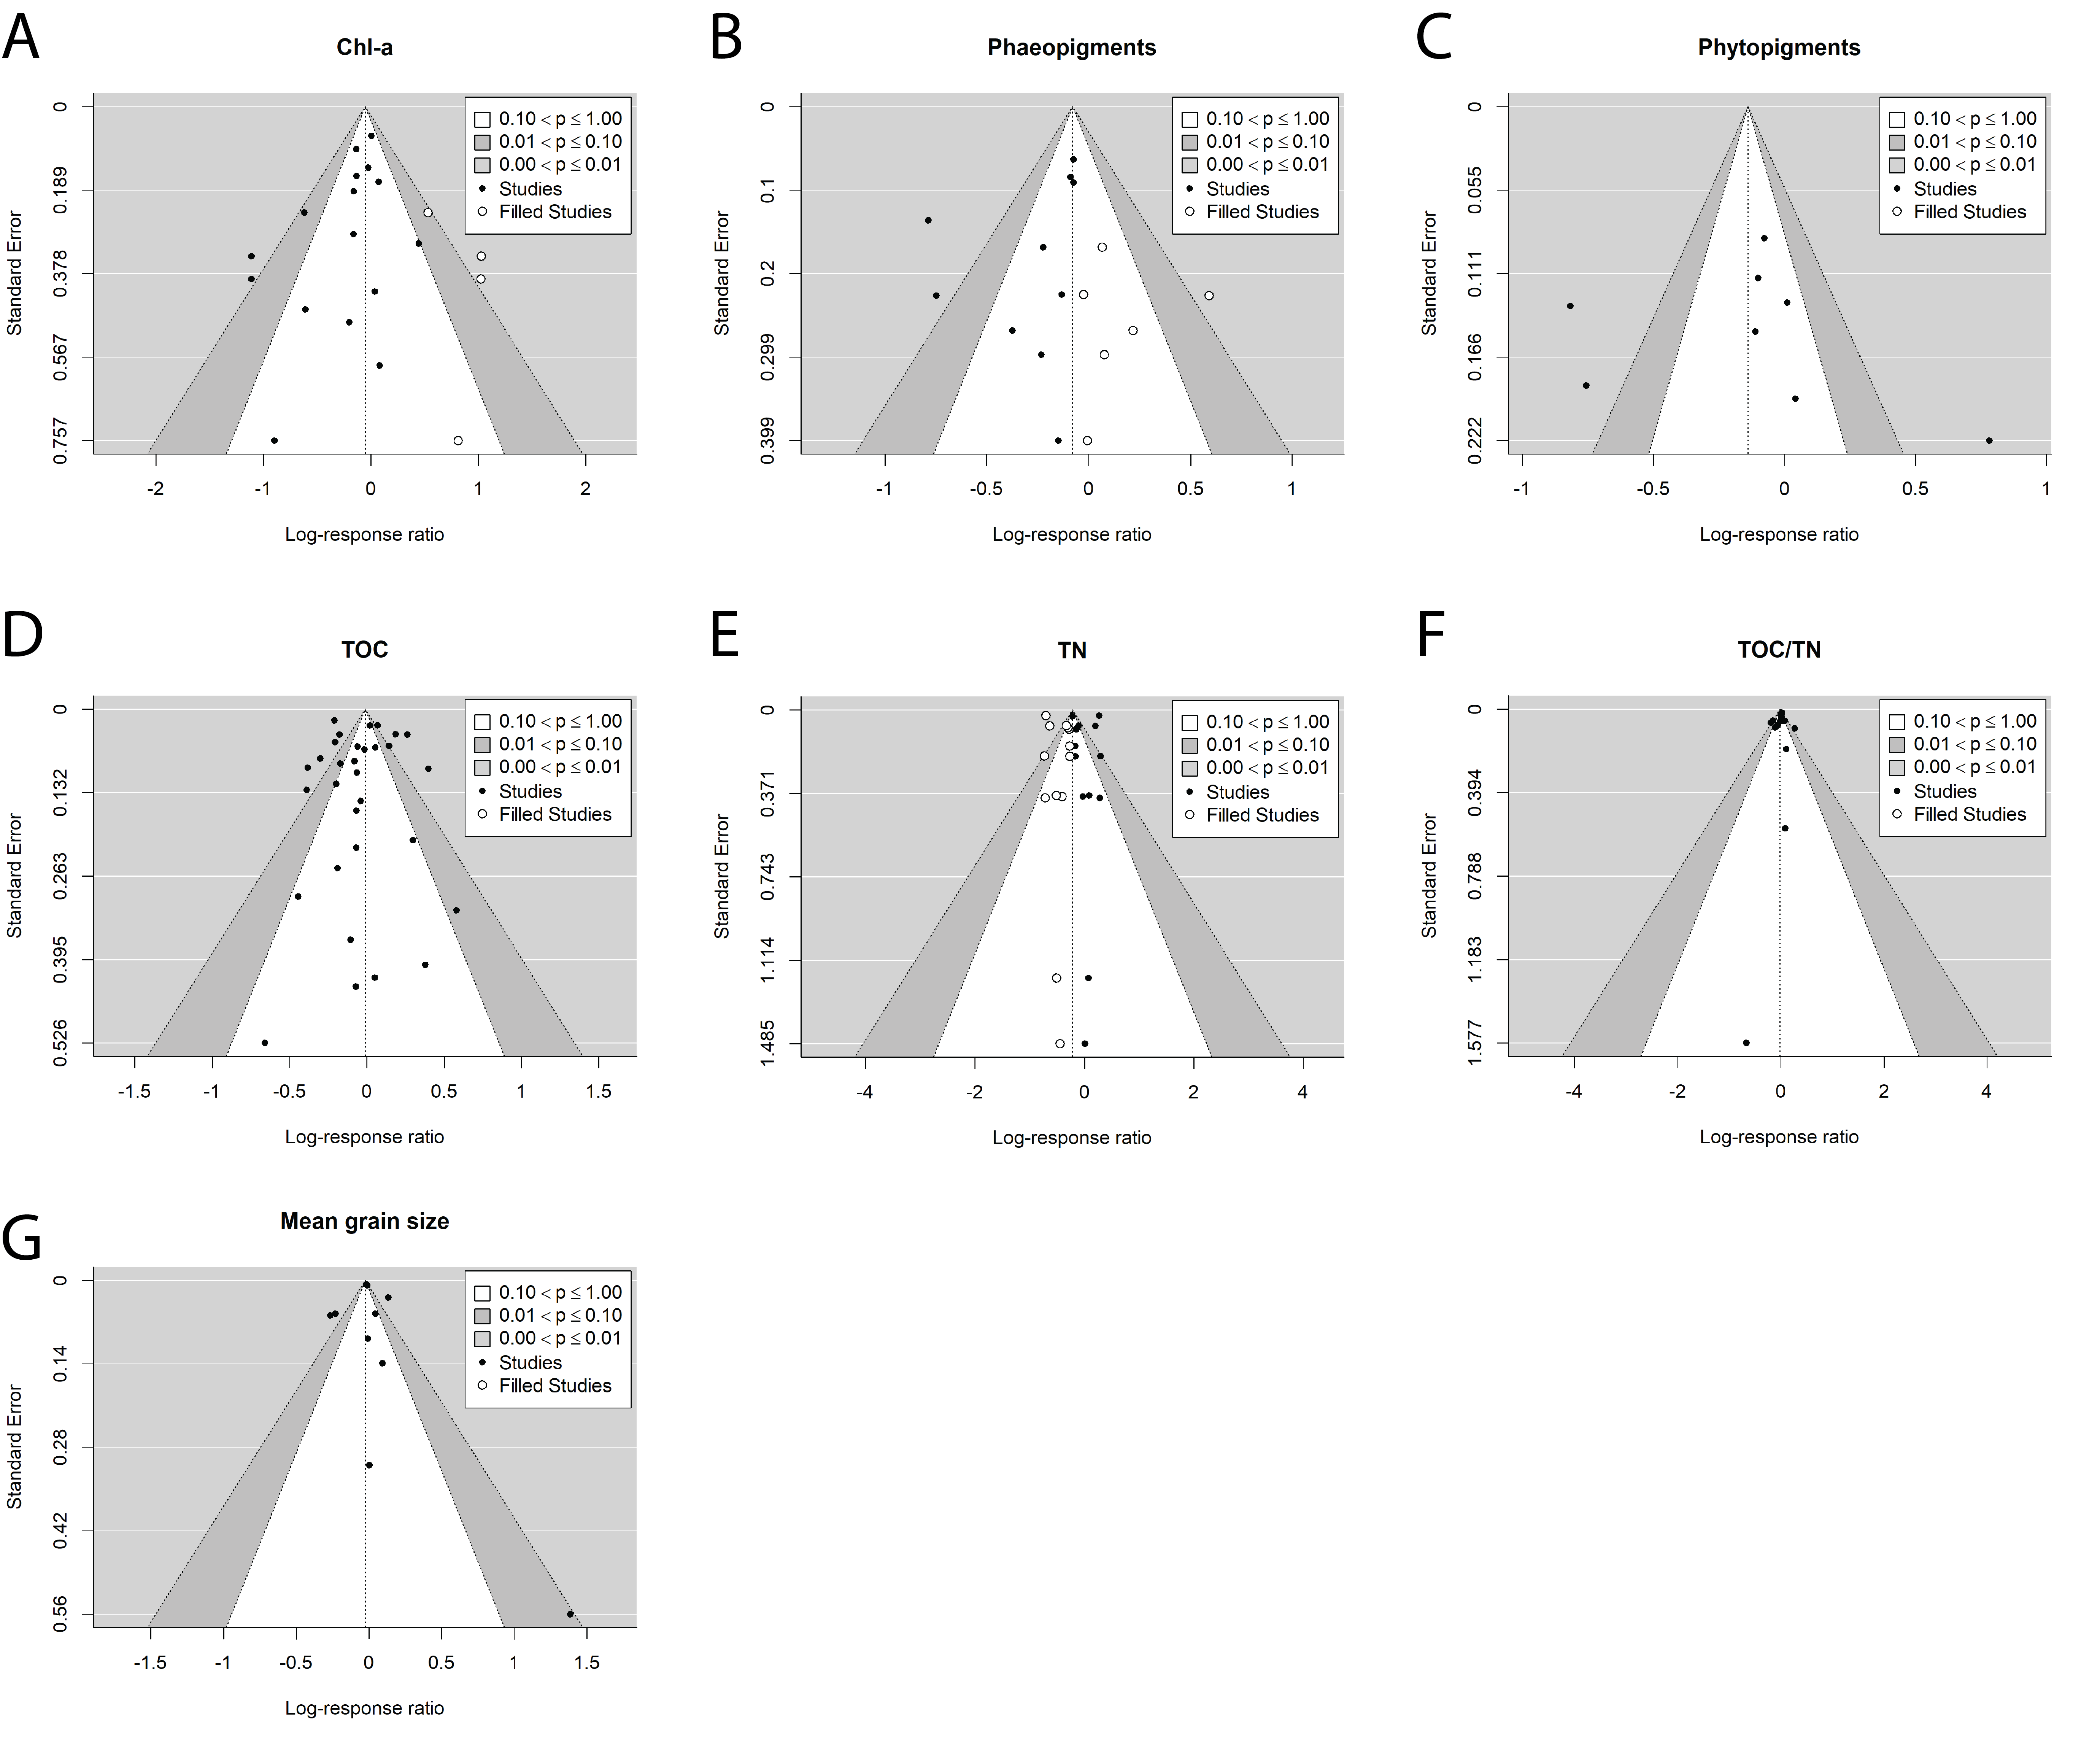 A
Chl-a
0.10 < p ≤ 1.00
0.01 < p ≤ 0.10
0.00 < p ≤ 0.01
Studies
Filled Studies
Standard Error
0
0.189
0.378
0.567
0.757
-2 -1 0 1 2
Log-response ratio
B
Phaeopigments
0.10 < p ≤ 1.00
0.01 < p ≤ 0.10
0.00 < p ≤ 0.01
Studies
Filled Studies
Standard Error
0
0.1
0.2
0.299
0.399
-1 -0.5 0 0.5 1
Log-response ratio
C
Phytopigments
0.10 < p ≤ 1.00
0.01 < p ≤ 0.10
0.00 < p ≤ 0.01
Studies
Filled Studies
Standard Error
0
0.055
0.111
0.166
0.222
-1 -0.5 0 0.5 1
Log-response ratio
D
TOC
0.10 < p ≤ 1.00
0.01 < p ≤ 0.10
0.00 < p ≤ 0.01
Studies
Filled Studies
Standard Error
0
0.132
0.263
0.395
0.526
-1.5 -1 -0.5 0 0.5 1 1.5
Log-response ratio
E
TN
0.10 < p ≤ 1.00
0.01 < p ≤ 0.10
0.00 < p ≤ 0.01
Studies
Filled Studies
Standard Error
0
0.371
0.743
1.114
1.485
-4 -2 0 2 4
Log-response ratio
F
TOC/TN
0.10 < p ≤ 1.00
0.01 < p ≤ 0.10
0.00 < p ≤ 0.01
Studies
Filled Studies
Standard Error
0
0.394
0.788
1.183
1.577
-4 -2 0 2 4
Log-response ratio
G
Mean grain size
0.10 < p ≤ 1.00
0.01 < p ≤ 0.10
0.00 < p ≤ 0.01
Studies
Filled Studies
Standard Error
0
0.14
0.28
0.42
0.56
-1.5 -1 -0.5 0 0.5 1 1.5
Log-response ratio